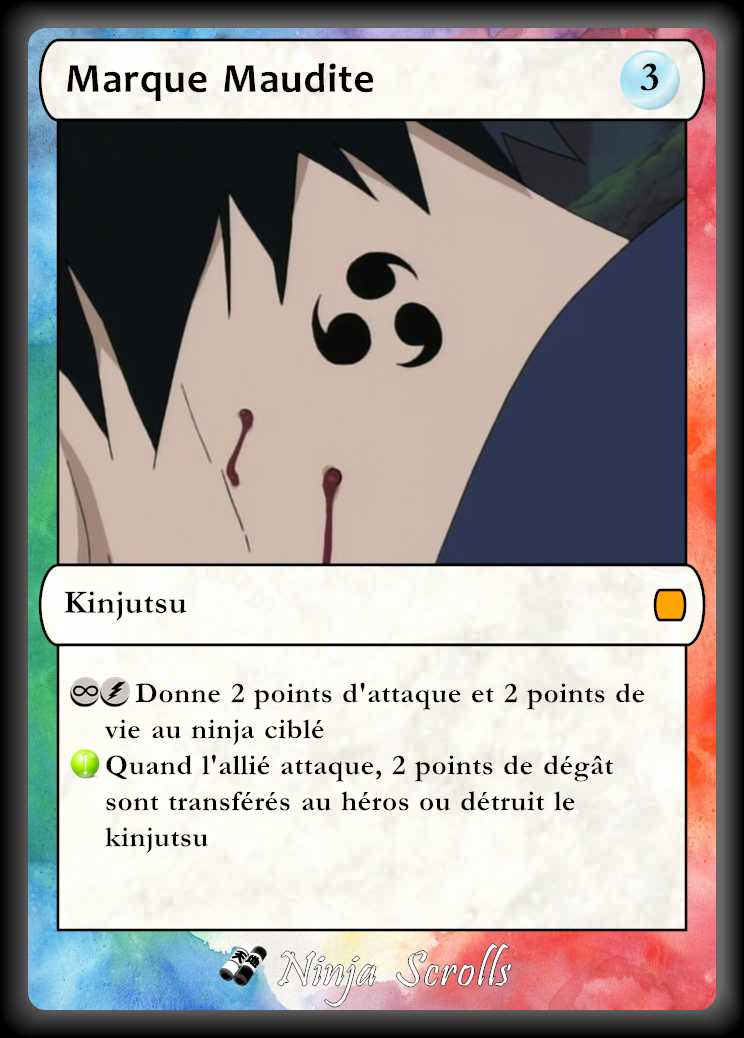 Marque Maudite
3
Kinjutsu
∞ Donne 2 points d'attaque et 2 points de
vie au ninja ciblé
! Quand l'allié attaque, 2 points de dégât
sont transférés au héros ou détruit le
kinjutsu
Ninja Scrolls